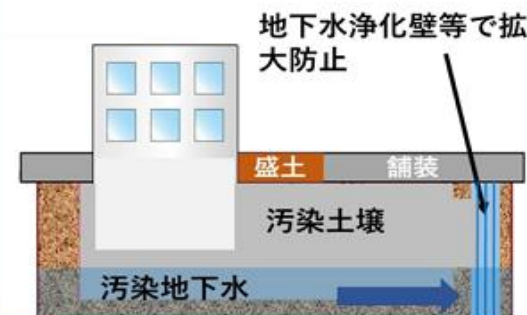 地下水浄化壁等で拡
大防止
盛土
舗装
汚染土壌
汚染地下水